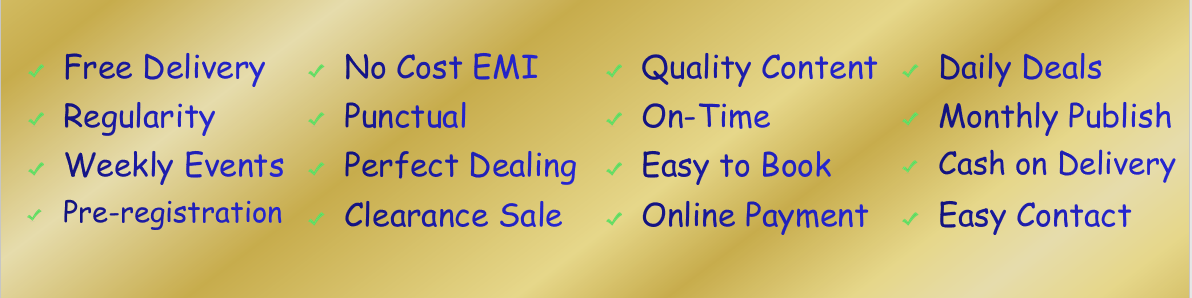 Free Delivery
No Cost EMI
Quality Content
Daily Deals
Regularity
Punctual
On-Time
Monthly Publish
Weekly Events
Perfect Dealing
Easy to Book
Cash on Delivery
Pre-registration
Clearance Sale
Online Payment
Easy Contact